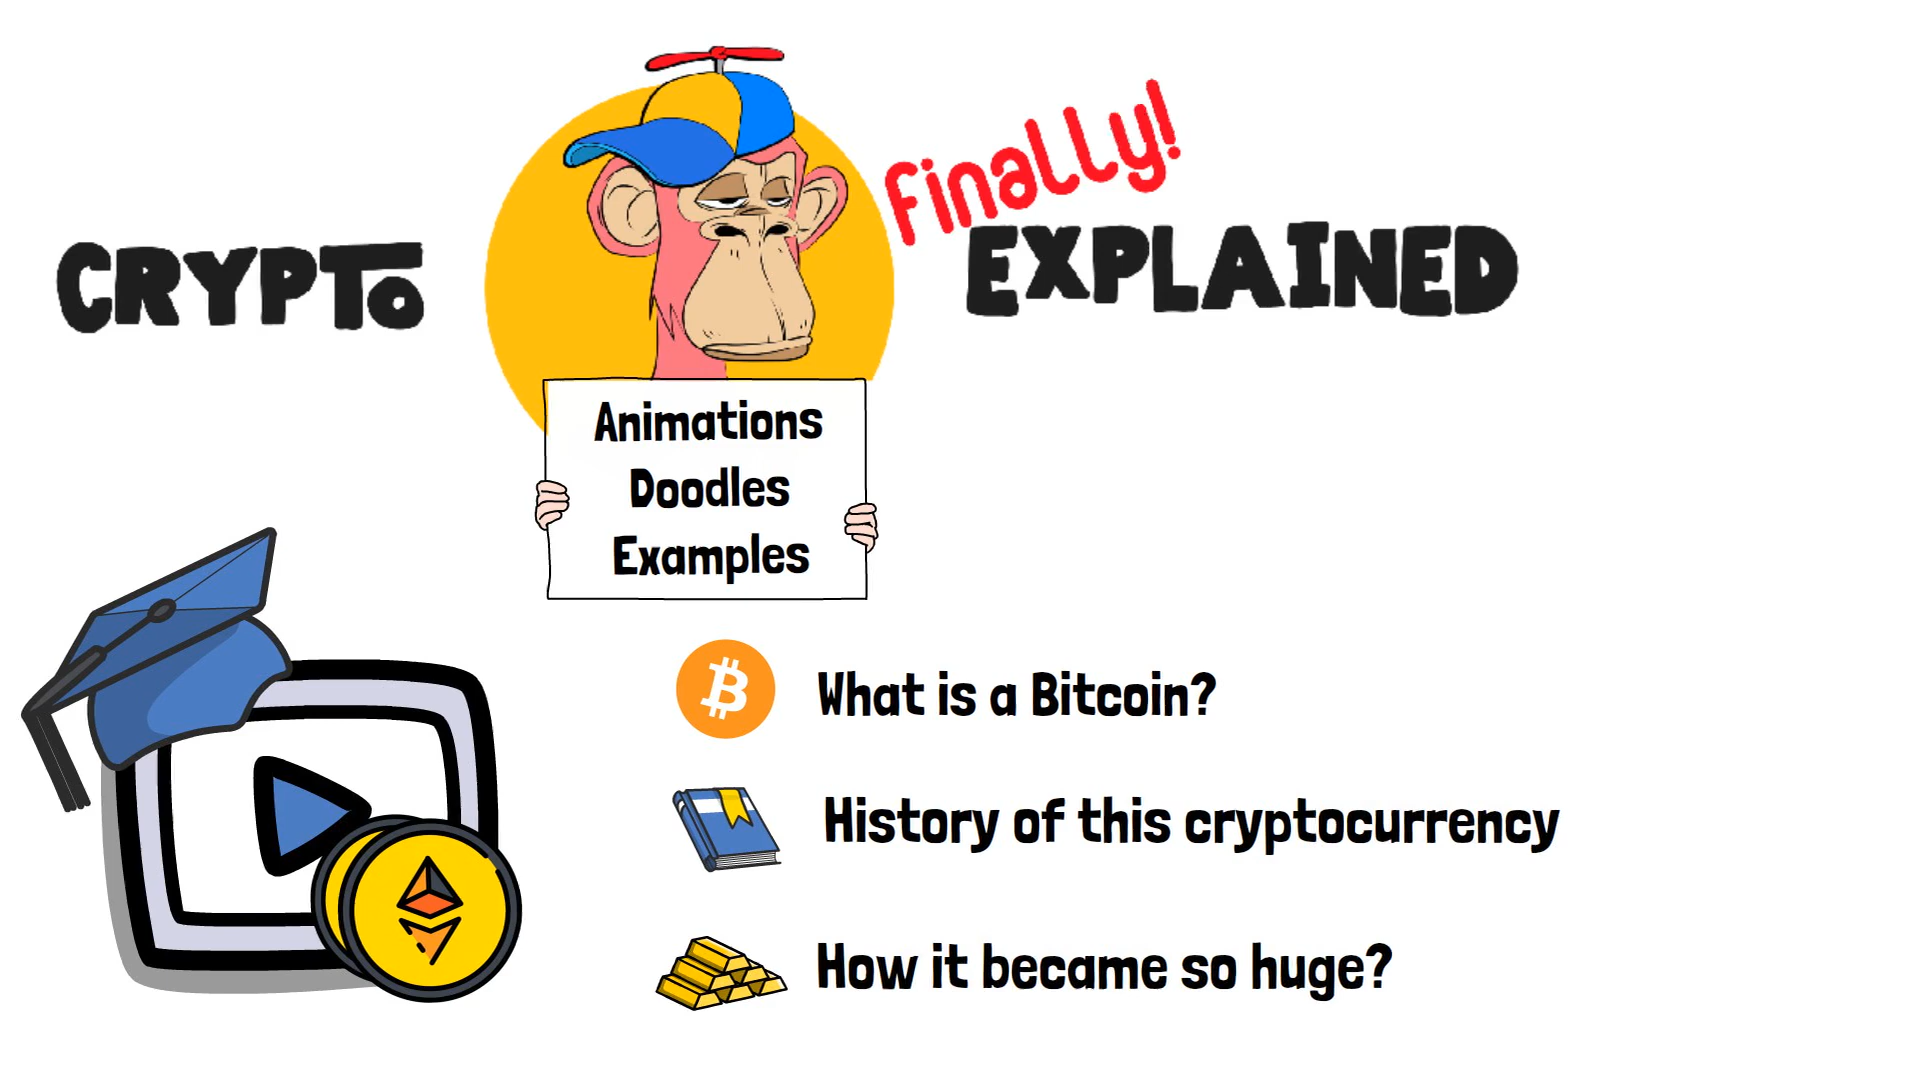 CRYPTO
Finally!
EXPLAINED
Animations
Doodles
Examples
What is a Bitcoin?
History of this cryptocurrency
How it became so huge?